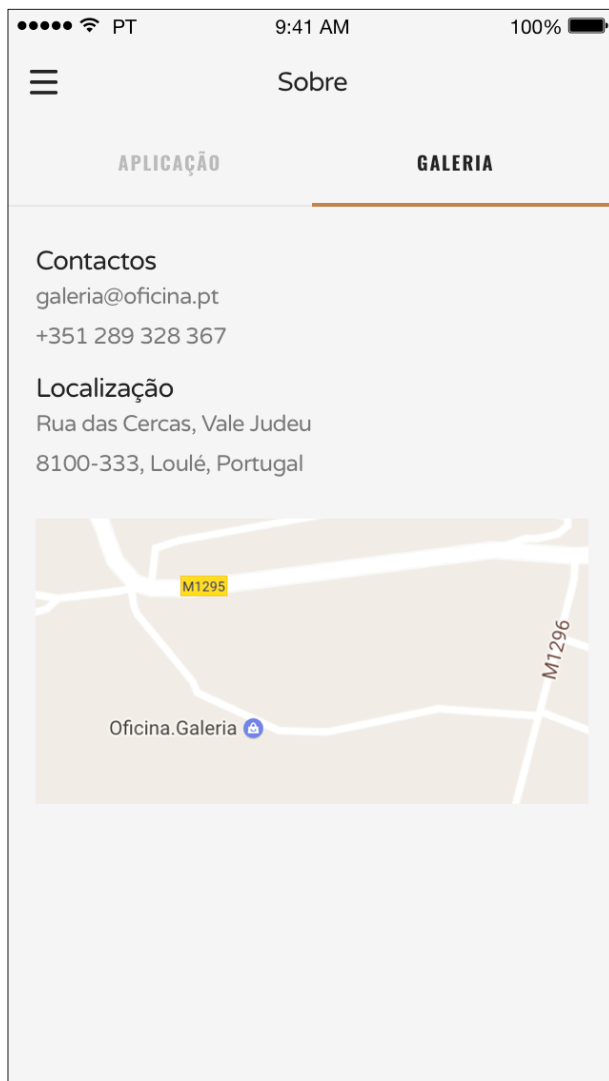 PT 9:41 AM 100%
Sobre
APLICAÇÃO GALERIA
Contactos
galeria@oficina.pt
+351 289 328 367
Localização
Rua das Cercas, Vale Judeu
8100-333, Loulé, Portugal
M1295
M1296
Oficina.Galeria